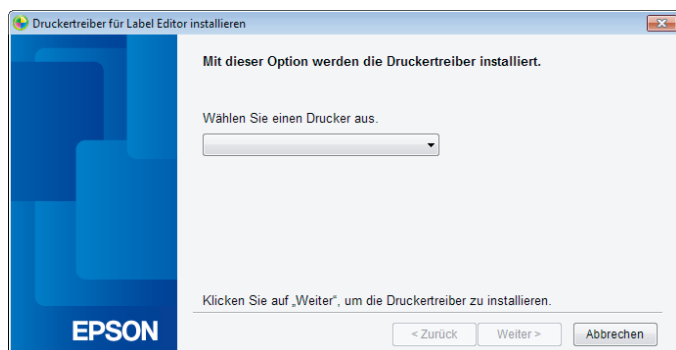 Druckertreiber für Label Editor installieren
Mit dieser Option werden die Druckertreiber installiert.
Wählen Sie einen Drucker aus.
Klicken Sie auf „Weiter“, um die Druckertreiber zu installieren.
EPSON
< Zurück
Weiter >
Abbrechen